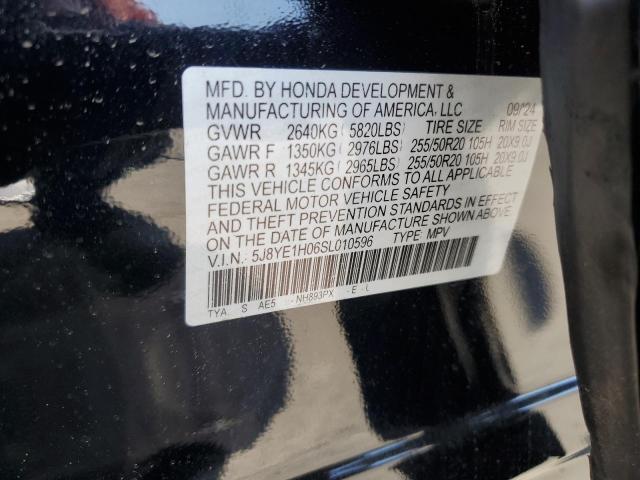 MFD. BY HONDA DEVELOPMENT &
MANUFACTURING OF AMERICA, LLC 09/24
GVWR 2640KG ( 5820LBS) TIRE SIZE RIM SIZE
GAWR F 1350KG ( 2976LBS) 255/50R20 105H 20X9.0J
GAWR R 1345KG ( 2965LBS) 255/50R20 105H 20X9.0J
THIS VEHICLE CONFORMS TO ALL APPLICABLE
FEDERAL MOTOR VEHICLE SAFETY
AND THEFT PREVENTION STANDARDS IN EFFECT
ON THE DATE OF MANUFACTURE SHOWN ABOVE.
V.I.N.: 5J8YE1H06SL010596 TYPE: MPV
TYA. S AE5 -NH893PX -E